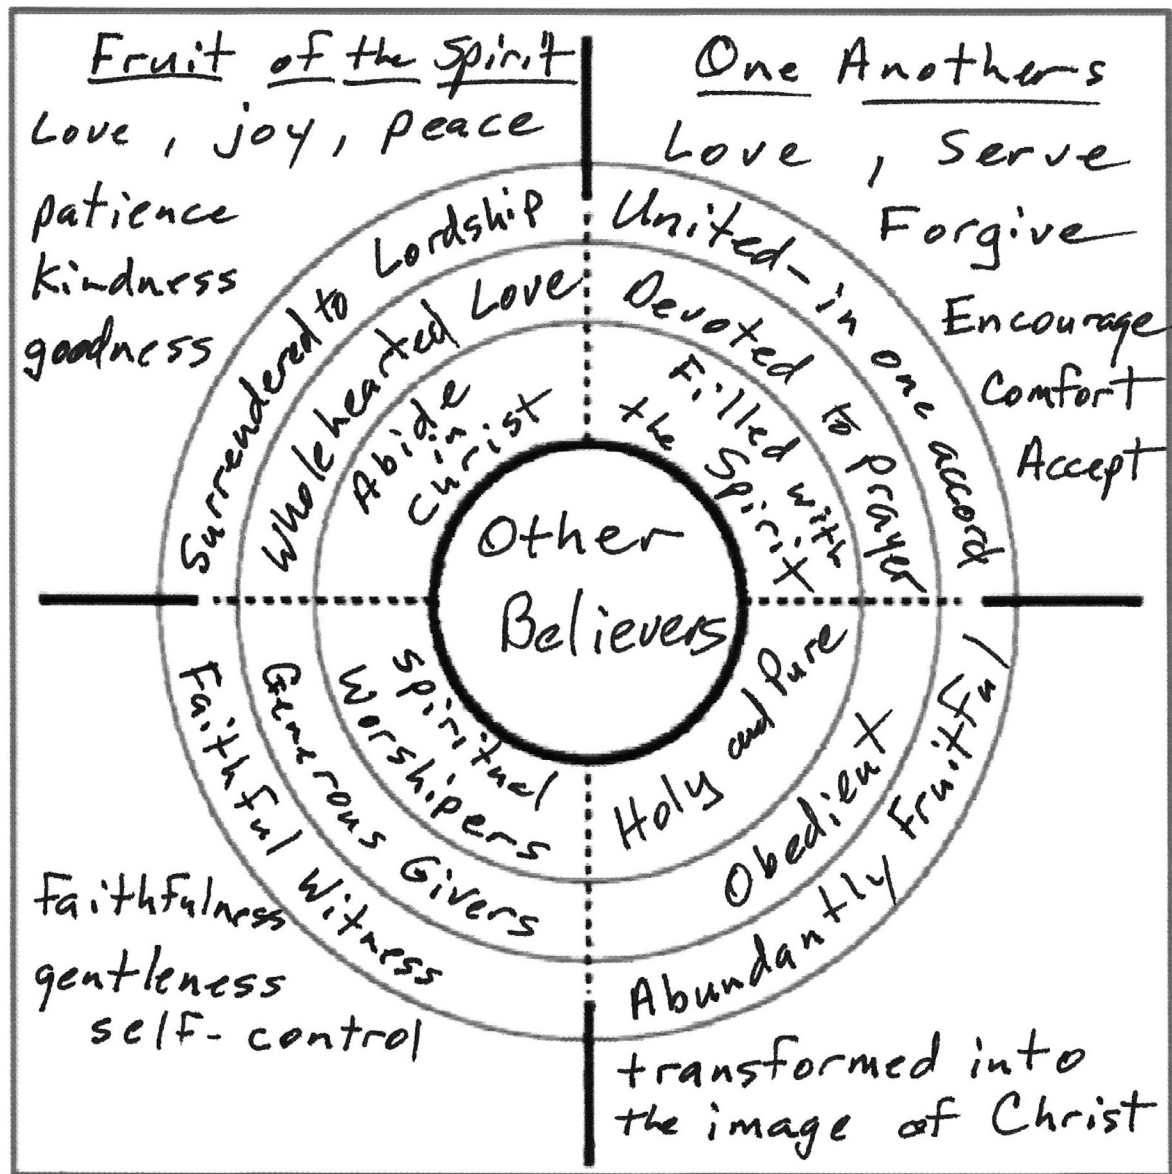 Fruit of the Spirit
Love, joy, peace
patience
kindness
goodness
One Anothers
Love, Serve
Forgive
Encourage
Comfort
Accept
Surrendered to Lordship
Wholehearted Love
Abide
in
Christ
United-in one accord
Devoted to prayer
Filled with
the Spirit
Other
Believers
Spiritual
Worshipers
Generous Givers
Faithful Witness
Holy and Pure
Obedient
Abundantly Fruitful
Faithfulness
gentleness
self-control
transformed into
the image of Christ